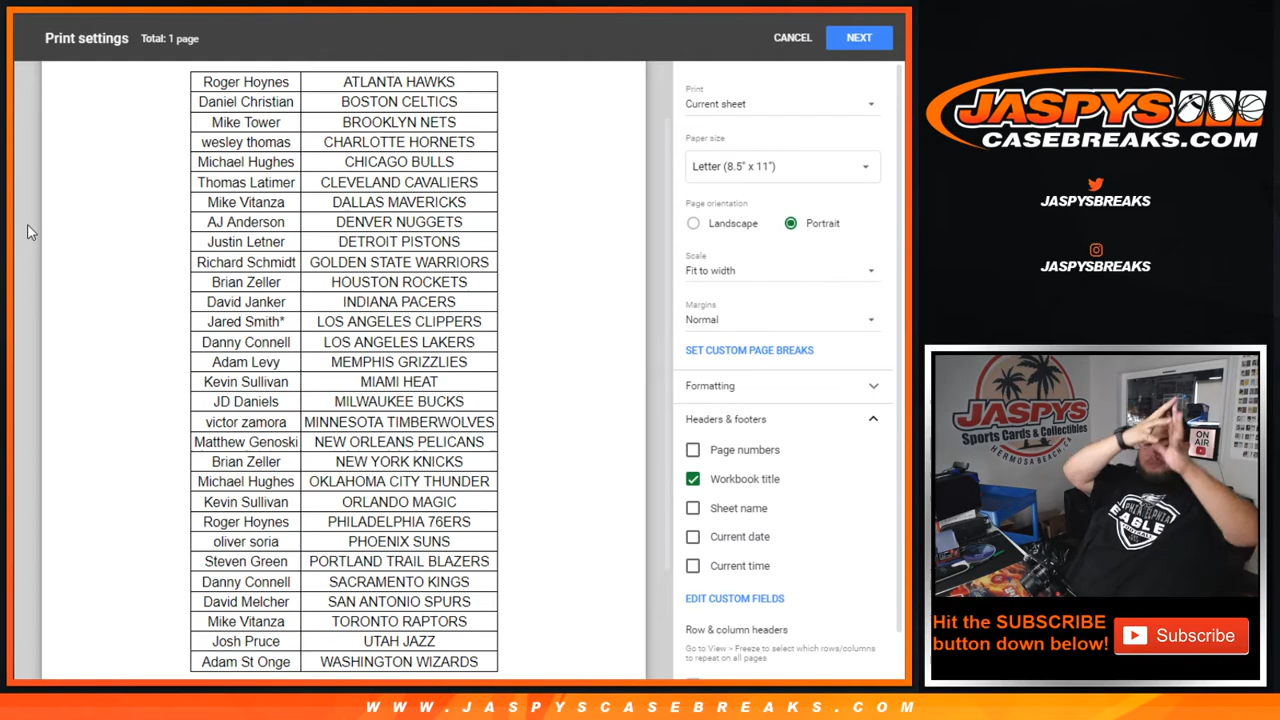 Print settings Total: 1 page CANCEL NEXT
Roger Hoynes ATLANTA HAWKS
Daniel Christian BOSTON CELTICS
Mike Tower BROOKLYN NETS
wesley thomas CHARLOTTE HORNETS
Michael Hughes CHICAGO BULLS
Thomas Latimer CLEVELAND CAVALIERS
Mike Vitanza DALLAS MAVERICKS
AJ Anderson DENVER NUGGETS
Justin Letner DETROIT PISTONS
Richard Schmidt GOLDEN STATE WARRIORS
Brian Zeller HOUSTON ROCKETS
David Janker INDIANA PACERS
Jared Smith* LOS ANGELES CLIPPERS
Danny Connell LOS ANGELES LAKERS
Adam Levy MEMPHIS GRIZZLIES
Kevin Sullivan MIAMI HEAT
JD Daniels MILWAUKEE BUCKS
victor zamora MINNESOTA TIMBERWOLVES
Matthew Genoski NEW ORLEANS PELICANS
Brian Zeller NEW YORK KNICKS
Michael Hughes OKLAHOMA CITY THUNDER
Kevin Sullivan ORLANDO MAGIC
Roger Hoynes PHILADELPHIA 76ERS
oliver soria PHOENIX SUNS
Steven Green PORTLAND TRAIL BLAZERS
Danny Connell SACRAMENTO KINGS
David Melcher SAN ANTONIO SPURS
Mike Vitanza TORONTO RAPTORS
Josh Pruce UTAH JAZZ
Adam St Onge WASHINGTON WIZARDS
Print
Current sheet
Paper size
Letter (8.5" x 11")
Page orientation
Landscape Portrait
Scale
Fit to width
Margins
Normal
SET CUSTOM PAGE BREAKS
Formatting
Headers & footers
Page numbers
Workbook title
Sheet name
Current date
Current time
EDIT CUSTOM FIELDS
Row & column headers
Go to View > Freeze to select which rows/columns
to repeat on all pages
JASPYS
CASEBREAKS.COM
JASPYSBREAKS
JASPYSBREAKS
JASPYS
Sports Cards & Collectibles
HERMOSA BEACH, CA
ON
AIR
PHILADELPHIA
EAGLES
FOOTBALL
Hit the SUBSCRIBE
button down below!
Subscribe
WWW.JASPYSCASEBREAKS.COM